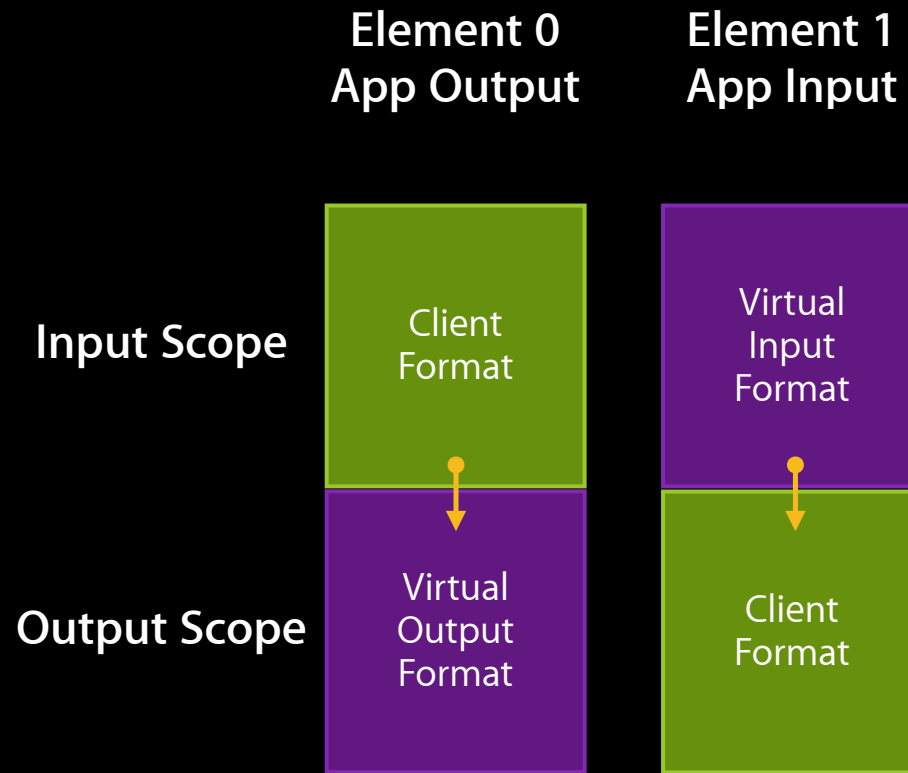 Element 0
App Output
Element 1
App Input
Input Scope
Client
Format
Virtual
Input
Format
Output Scope
Virtual
Output
Format
Client
Format